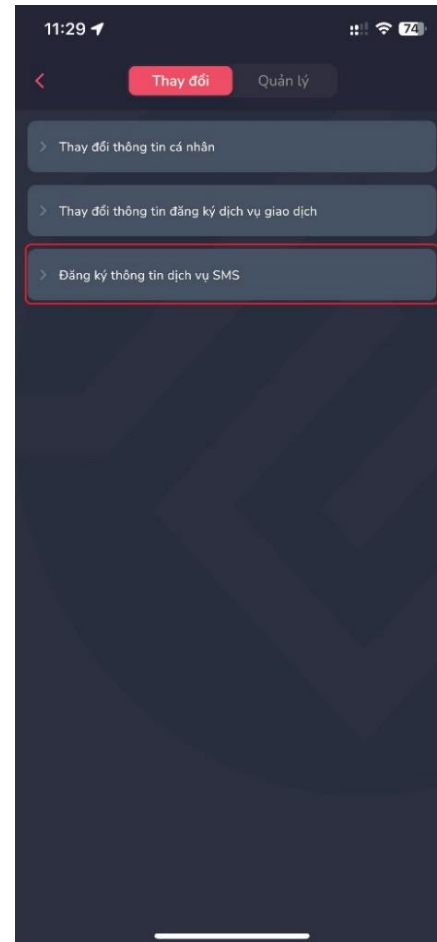 11:29
74
Thay đổi
Quản lý
Thay đổi thông tin cá nhân
Thay đổi thông tin đăng ký dịch vụ giao dịch
Đăng ký thông tin dịch vụ SMS